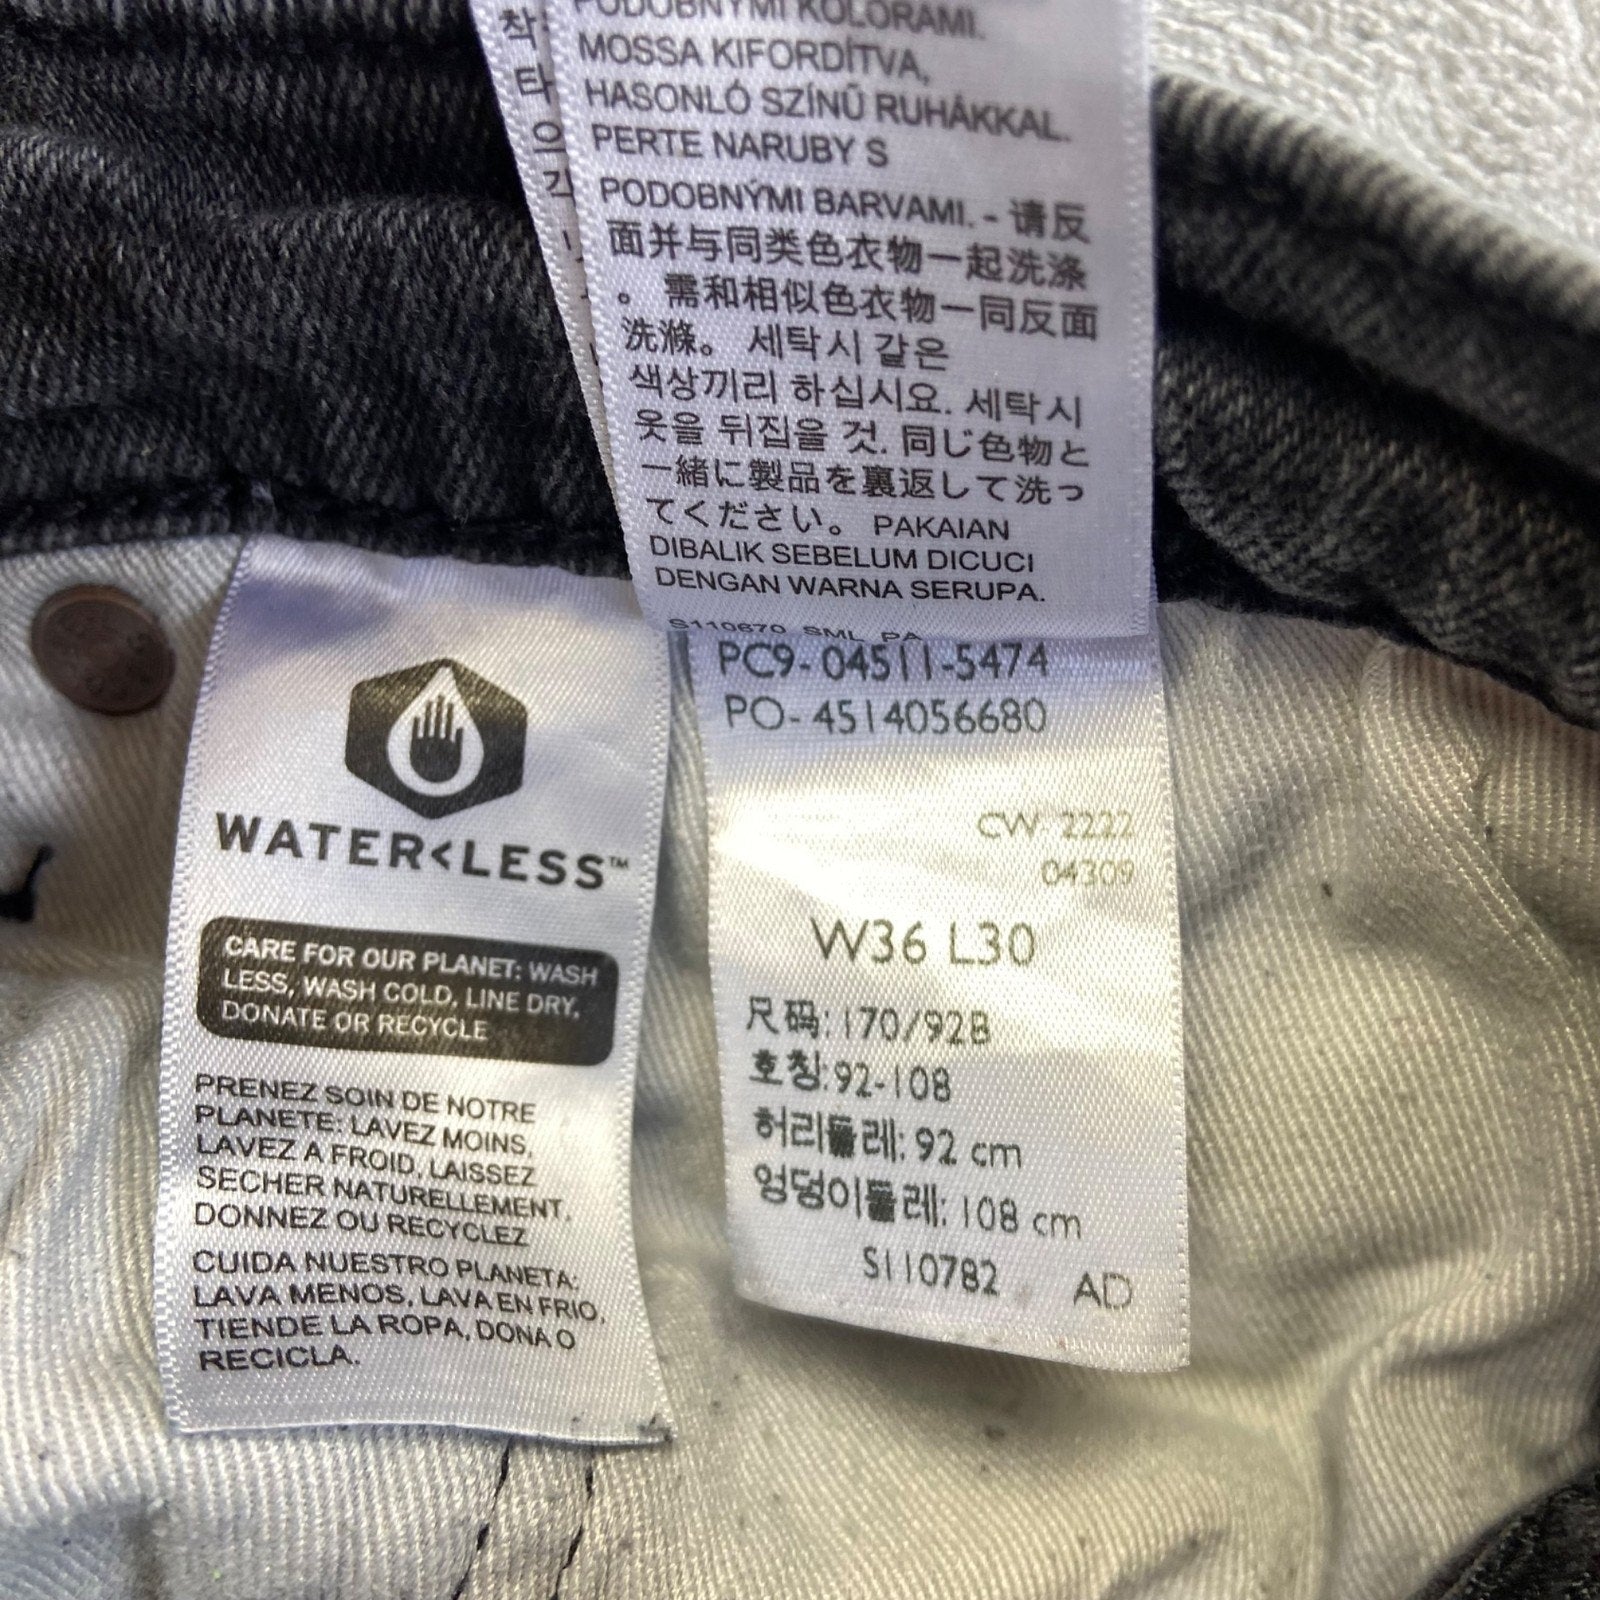 착
타
으
PODOBNYMI KOLORAMI.
MOSSA KIFORDÍTVA,
HASONLÓ SZÍNŰ RUHÁKKAL.
PERTE NARUBY S
PODOBNÝMI BARVAMI. - 请反
面并与同类色衣物一起洗涤
。 需和相似色衣物一同反面
洗滌。 세탁시 같은
색상끼리 하십시요. 세탁시
옷을 뒤집을 것. 同じ色物と
一緒に製品を裏返して洗っ
てください。 PAKAIAN
DIBALIK SEBELUM DICUCI
DENGAN WARNA SERUPA.
S110670 SML PA
WATER<LESS™
CARE FOR OUR PLANET: WASH
LESS, WASH COLD, LINE DRY,
DONATE OR RECYCLE
PRENEZ SOIN DE NOTRE
PLANETE: LAVEZ MOINS,
LAVEZ A FROID, LAISSEZ
SECHER NATURELLEMENT,
DONNEZ OU RECYCLEZ
CUIDA NUESTRO PLANETA:
LAVA MENOS, LAVA EN FRIO,
TIENDE LA ROPA, DONA O
RECICLA.
PC9-04511-5474
PO-4514056680
CW- 2222
04309
W36 L30
尺码:170/92B
호칭:92-108
허리둘레: 92 cm
엉덩이둘레: 108 cm
S110782 AD